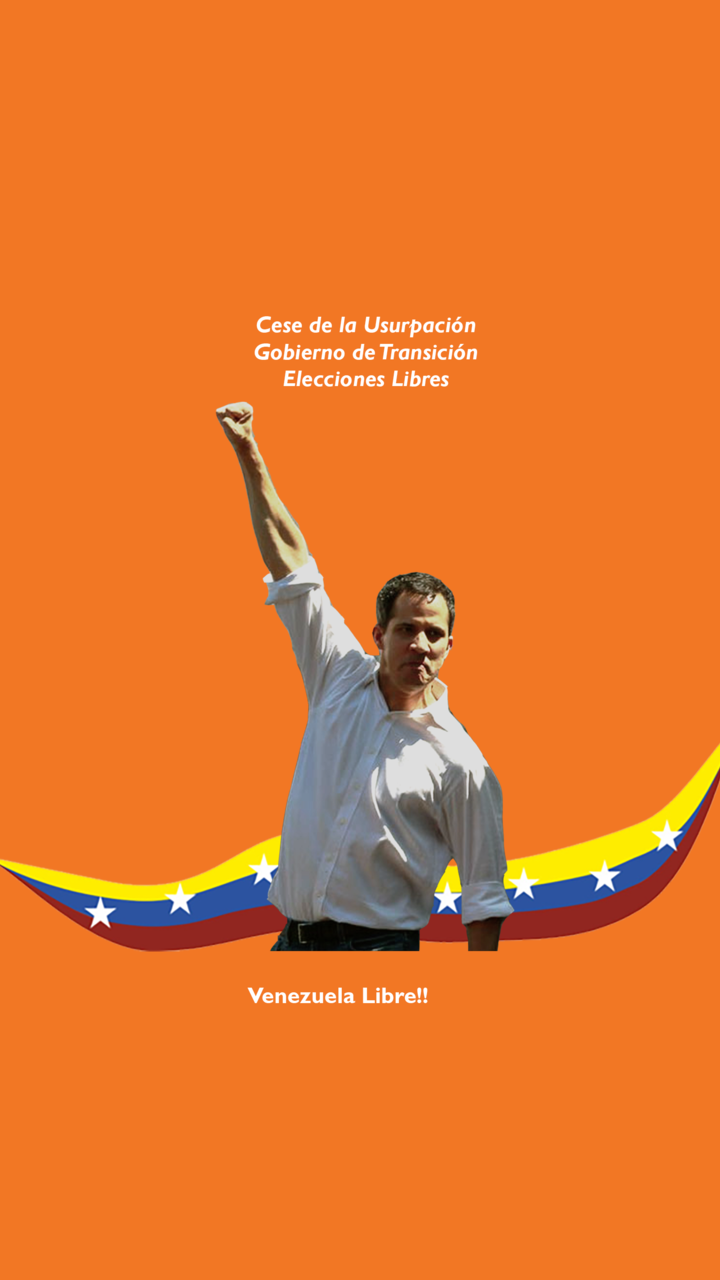 Cese de la Usurpación
Gobierno de Transición
Elecciones Libres
Venezuela Libre!!